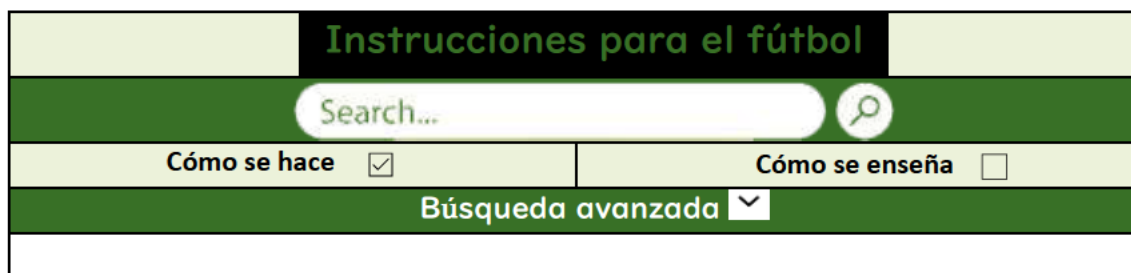 Instrucciones para el fútbol
Search...
Cómo se hace Cómo se enseña
Búsqueda avanzada